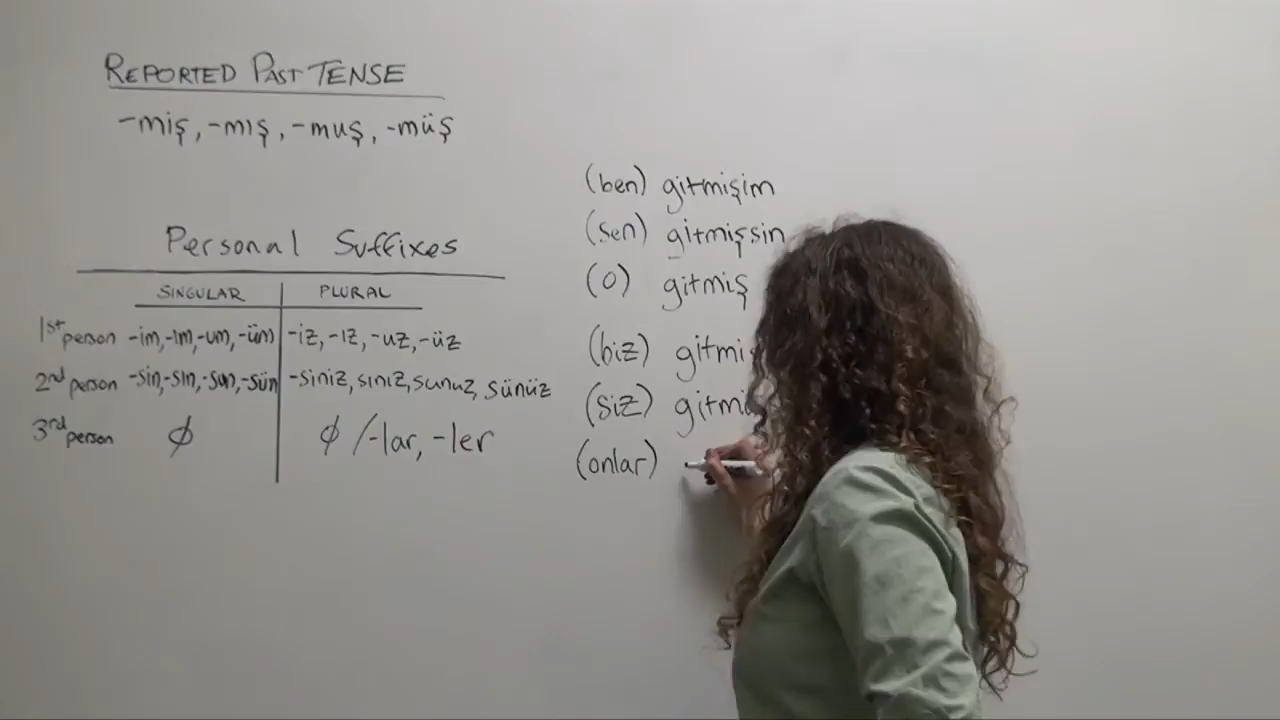 REPORTED PAST TENSE
-miş, -mış, -muş, -müş
Personal Suffixes
SINGULAR PLURAL
1st person -im, -ım, -um, -üm -iz, -ız, -uz, -üz
2nd person -sin, -sın, -sun, -sün -siniz, sınız, sunuz, sünüz
3rd person ∅ ∅ /-lar, -ler
(ben) gitmişim
(sen) gitmişsin
(o) gitmiş
(biz)
(siz)
(onlar)